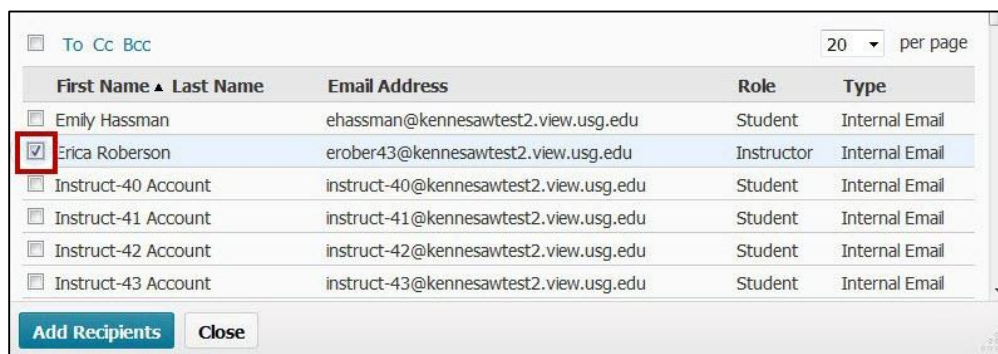 To Cc Bcc 20 per page
First Name ▲ Last Name Email Address Role Type
Emily Hassman ehassman@kennesawtest2.view.usg.edu Student Internal Email
Erica Roberson erober43@kennesawtest2.view.usg.edu Instructor Internal Email
Instruct-40 Account instruct-40@kennesawtest2.view.usg.edu Student Internal Email
Instruct-41 Account instruct-41@kennesawtest2.view.usg.edu Student Internal Email
Instruct-42 Account instruct-42@kennesawtest2.view.usg.edu Student Internal Email
Instruct-43 Account instruct-43@kennesawtest2.view.usg.edu Student Internal Email
Add Recipients Close